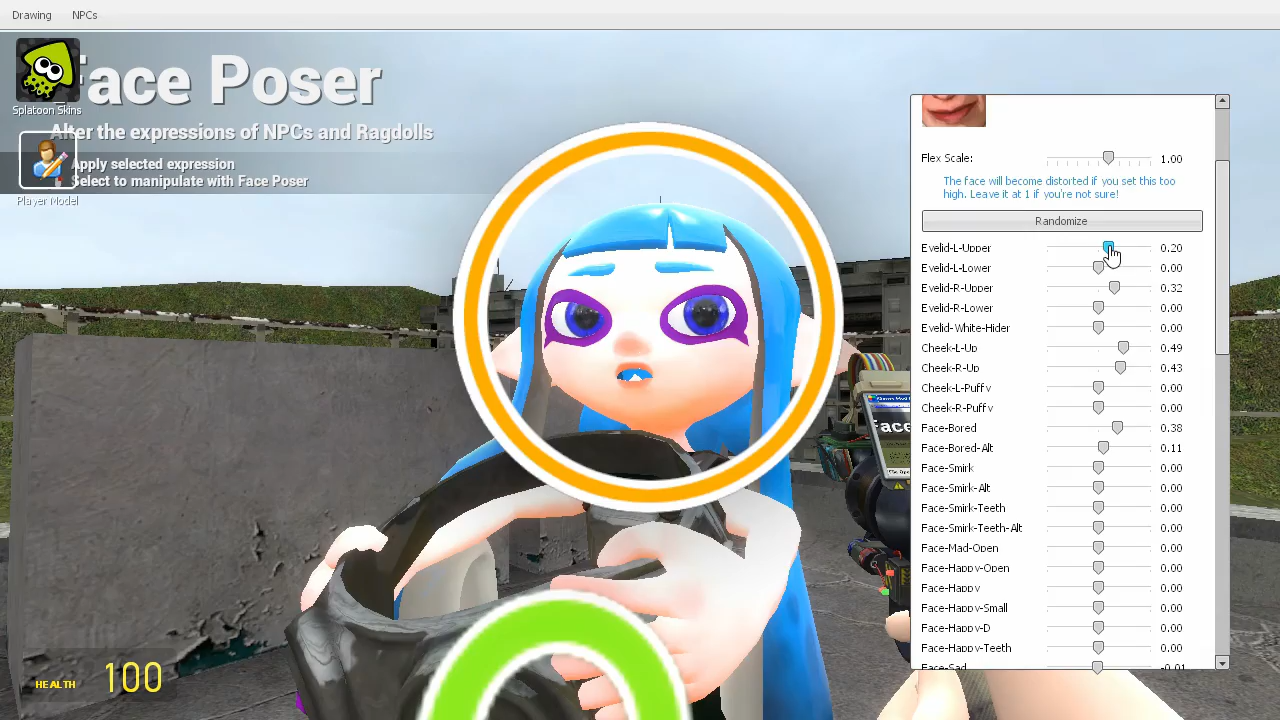 Drawing NPCs
Face Poser
Splatoon Skins
Alter the expressions of NPCs and Ragdolls
Apply selected expression
Select to manipulate with Face Poser
Player Model
Flex Scale: 1.00
The face will become distorted if you set this too
high. Leave it at 1 if you're not sure!
Randomize
Eyelid-L-Upper 0.20
Eyelid-L-Lower 0.00
Eyelid-R-Upper 0.32
Eyelid-R-Lower 0.00
Eyelid-White-Hider 0.00
Cheek-L-Up 0.49
Cheek-R-Up 0.43
Cheek-L-Puffy 0.00
Cheek-R-Puffy 0.00
Face-Bored 0.38
Face-Bored-Alt 0.11
Face-Smirk 0.00
Face-Smirk-Alt 0.00
Face-Smirk-Teeth 0.00
Face-Smirk-Teeth-Alt 0.00
Face-Mad-Open 0.00
Face-Happy-Open 0.00
Face-Happy 0.00
Face-Happy-Small 0.00
Face-Happy-D 0.00
Face-Happy-Teeth 0.00
Face-Sad -0.01
HEALTH 100